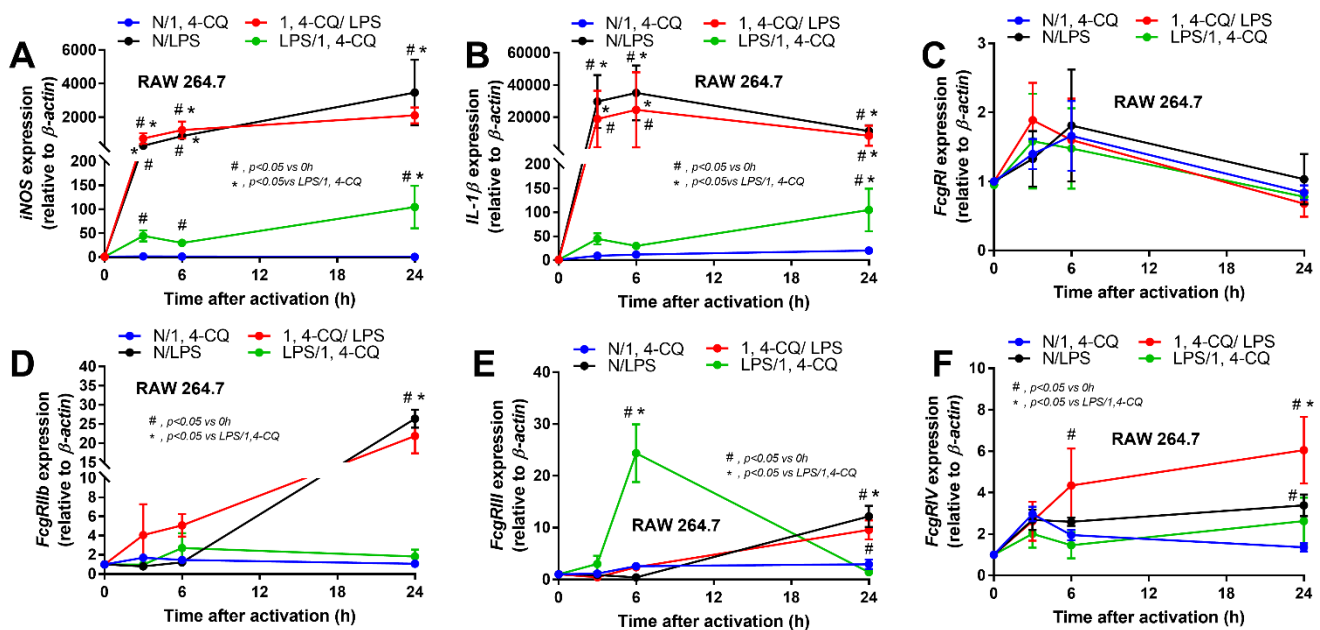 A
N/1, 4-CQ
1, 4-CQ/ LPS
N/LPS
LPS/1, 4-CQ
iNOS expression
(relative to β-actin)
6000
4000
2000
200
150
100
50
0
RAW 264.7
# *
# *
# *
*
#
*
#
# *
#
#
#, p<0.05 vs 0h
*, p<0.05vs LPS/1, 4-CQ
0 6 12 18 24
Time after activation (h)
B
N/1, 4-CQ
1, 4-CQ/ LPS
N/LPS
LPS/1, 4-CQ
IL-1β expression
(relative to β-actin)
60000
40000
20000
200
150
100
50
0
RAW 264.7
# *
# *
# *
*
#
*
#
# *
# *
#, p<0.05 vs 0h
*, p<0.05vs LPS/1, 4-CQ
0 6 12 18 24
Time after activation (h)
C
N/1, 4-CQ
1, 4-CQ/ LPS
N/LPS
LPS/1, 4-CQ
FcgRI expression
(relative to β-actin)
3
2
1
0
RAW 264.7
0 6 12 18 24
Time after activation (h)
D
N/1, 4-CQ
1, 4-CQ/ LPS
N/LPS
LPS/1, 4-CQ
FcgRIIb expression
(relative to β-actin)
40
35
30
25
20
15
10
8
6
4
2
0
RAW 264.7
# *
#, p<0.05 vs 0h
*, p<0.05 vs LPS/1,4-CQ
0 6 12 18 24
Time after activation (h)
E
N/1, 4-CQ
1, 4-CQ/ LPS
N/LPS
LPS/1, 4-CQ
FcgRIII expression
(relative to β-actin)
40
30
20
10
0
# *
#, p<0.05 vs 0h
*, p<0.05 vs LPS/1,4-CQ
RAW 264.7
# *
#
0 6 12 18 24
Time after activation (h)
F
N/1, 4-CQ
1, 4-CQ/ LPS
N/LPS
LPS/1, 4-CQ
FcgRIV expression
(relative to β-actin)
10
8
6
4
2
0
#, p<0.05 vs 0h
*, p<0.05 vs LPS/1,4-CQ
RAW 264.7
#
# *
#
0 6 12 18 24
Time after activation (h)